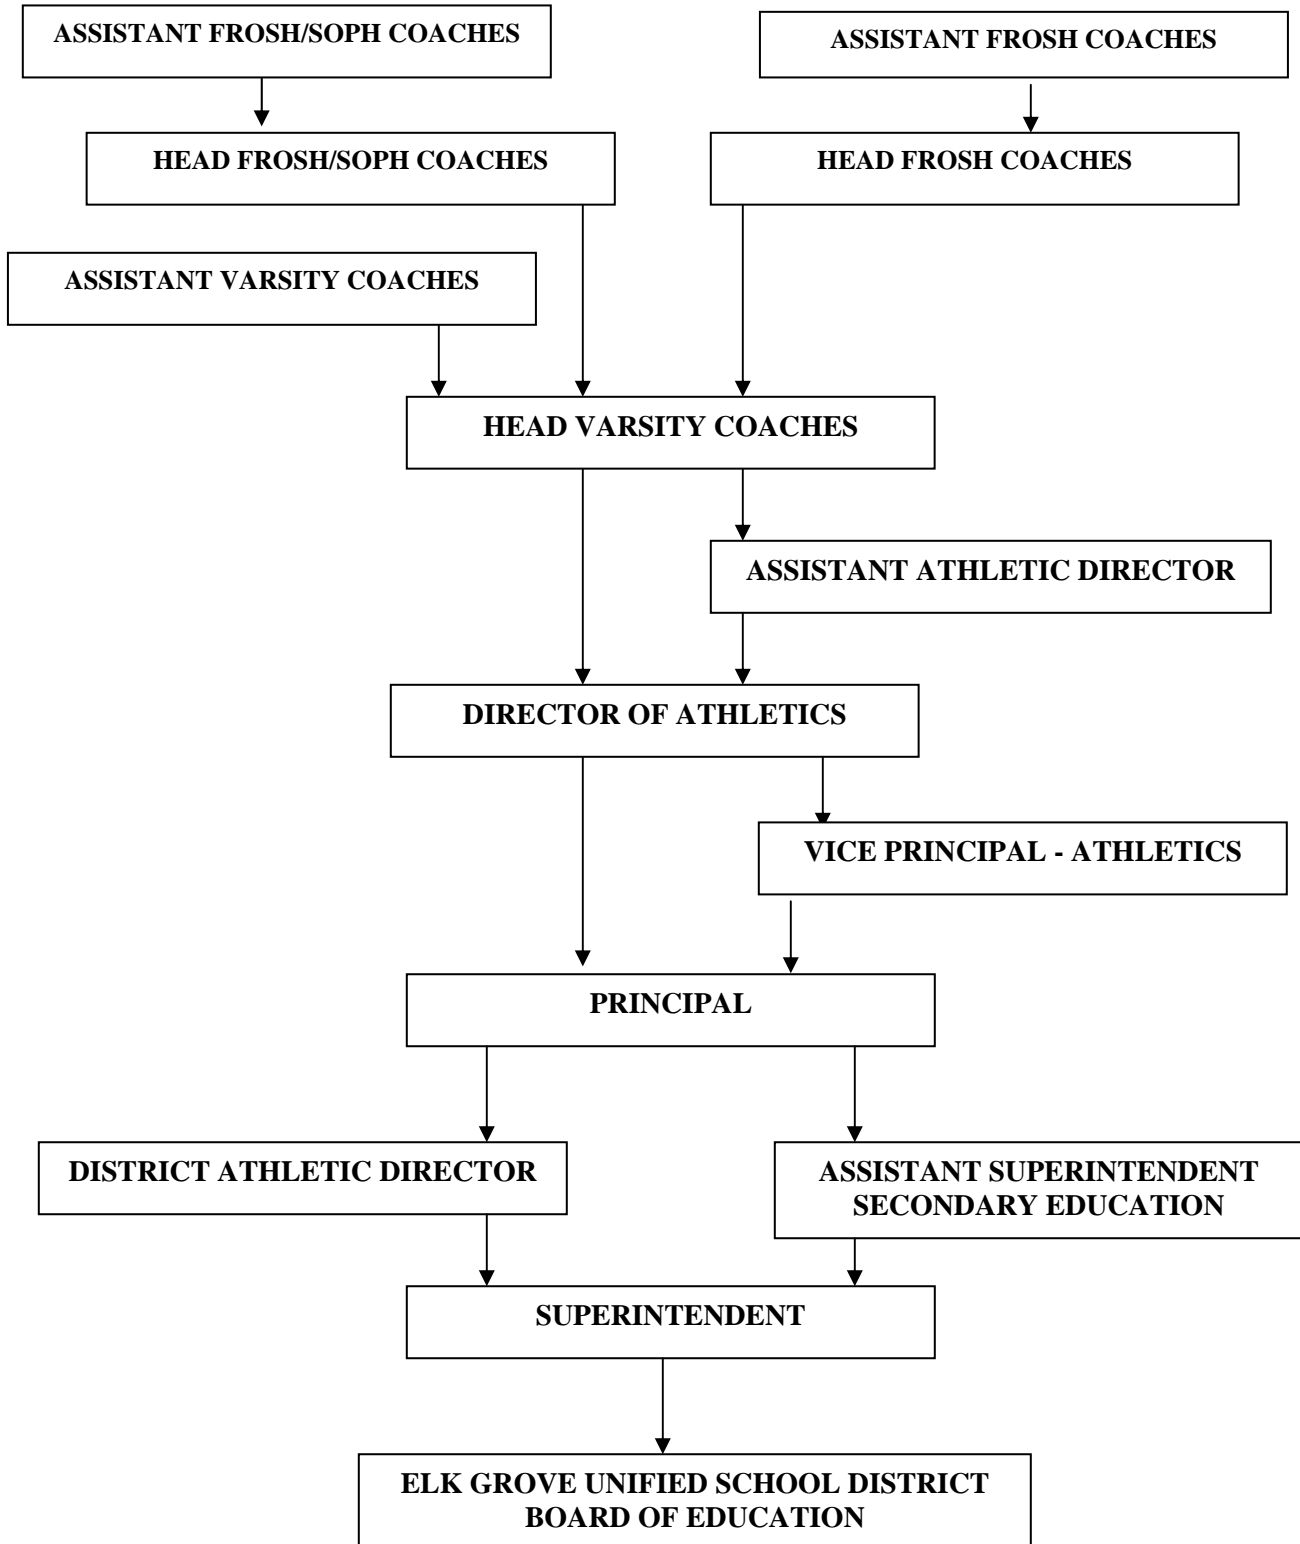 ASSISTANT FROSH/SOPH COACHES
ASSISTANT FROSH COACHES
HEAD FROSH/SOPH COACHES
HEAD FROSH COACHES
ASSISTANT VARSITY COACHES
HEAD VARSITY COACHES
ASSISTANT ATHLETIC DIRECTOR
DIRECTOR OF ATHLETICS
VICE PRINCIPAL - ATHLETICS
PRINCIPAL
DISTRICT ATHLETIC DIRECTOR
ASSISTANT SUPERINTENDENT
SECONDARY EDUCATION
SUPERINTENDENT
ELK GROVE UNIFIED SCHOOL DISTRICT
BOARD OF EDUCATION